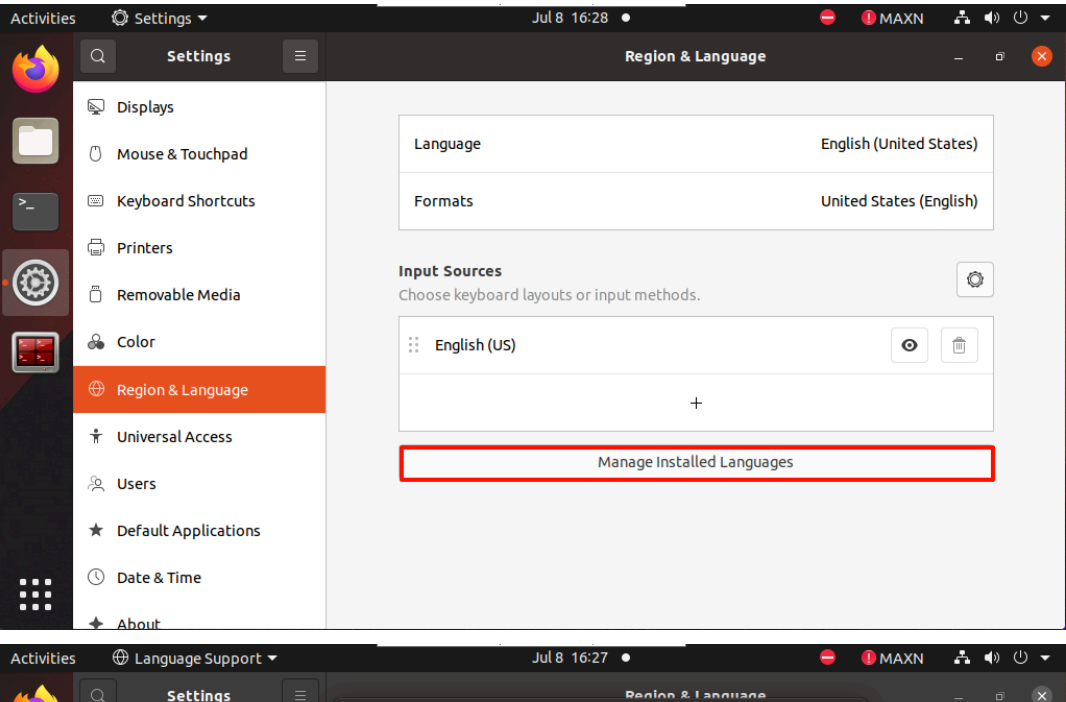 Activities Settings Jul 8 16:28 MAXN
Settings Region & Language
Displays
Mouse & Touchpad
Keyboard Shortcuts
Printers
Removable Media
Color
Region & Language
Universal Access
Users
Default Applications
Date & Time
About
Language English (United States)
Formats United States (English)
Input Sources
Choose keyboard layouts or input methods.
English (US)
+
Manage Installed Languages
Activities Language Support Jul 8 16:27 MAXN
Settings Region & Language